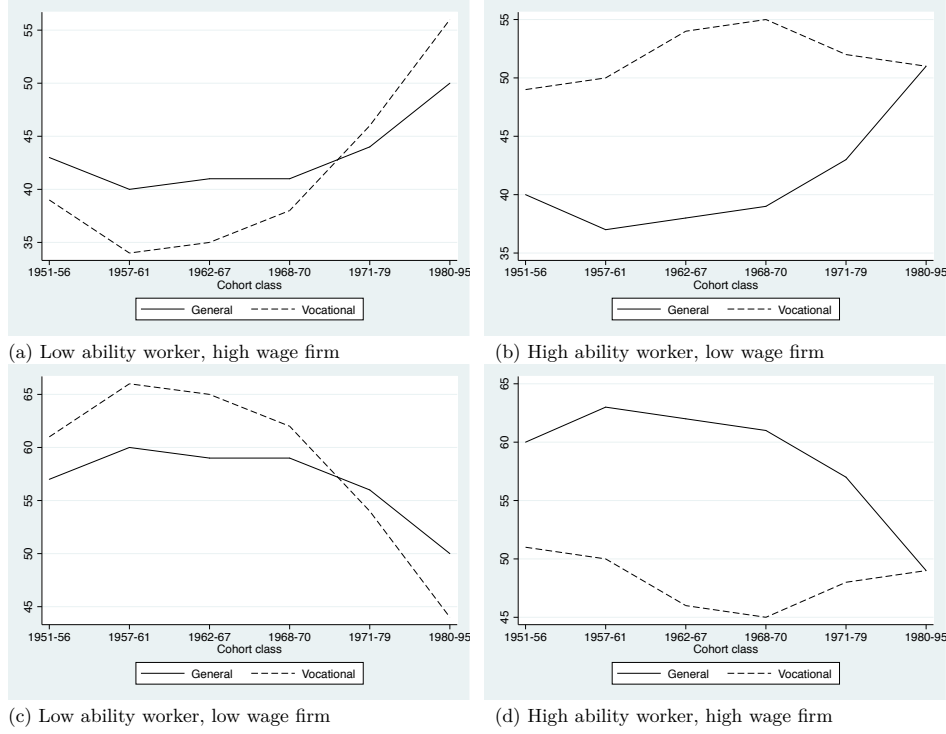 55
50
45
40
35
1951-56 1957-61 1962-67 1968-70 1971-79 1980-95
Cohort class
General Vocational
(a) Low ability worker, high wage firm
55
50
45
40
35
1951-56 1957-61 1962-67 1968-70 1971-79 1980-95
Cohort class
General Vocational
(b) High ability worker, low wage firm
65
60
55
50
45
1951-56 1957-61 1962-67 1968-70 1971-79 1980-95
Cohort class
General Vocational
(c) Low ability worker, low wage firm
65
60
55
50
45
1951-56 1957-61 1962-67 1968-70 1971-79 1980-95
Cohort class
General Vocational
(d) High ability worker, high wage firm